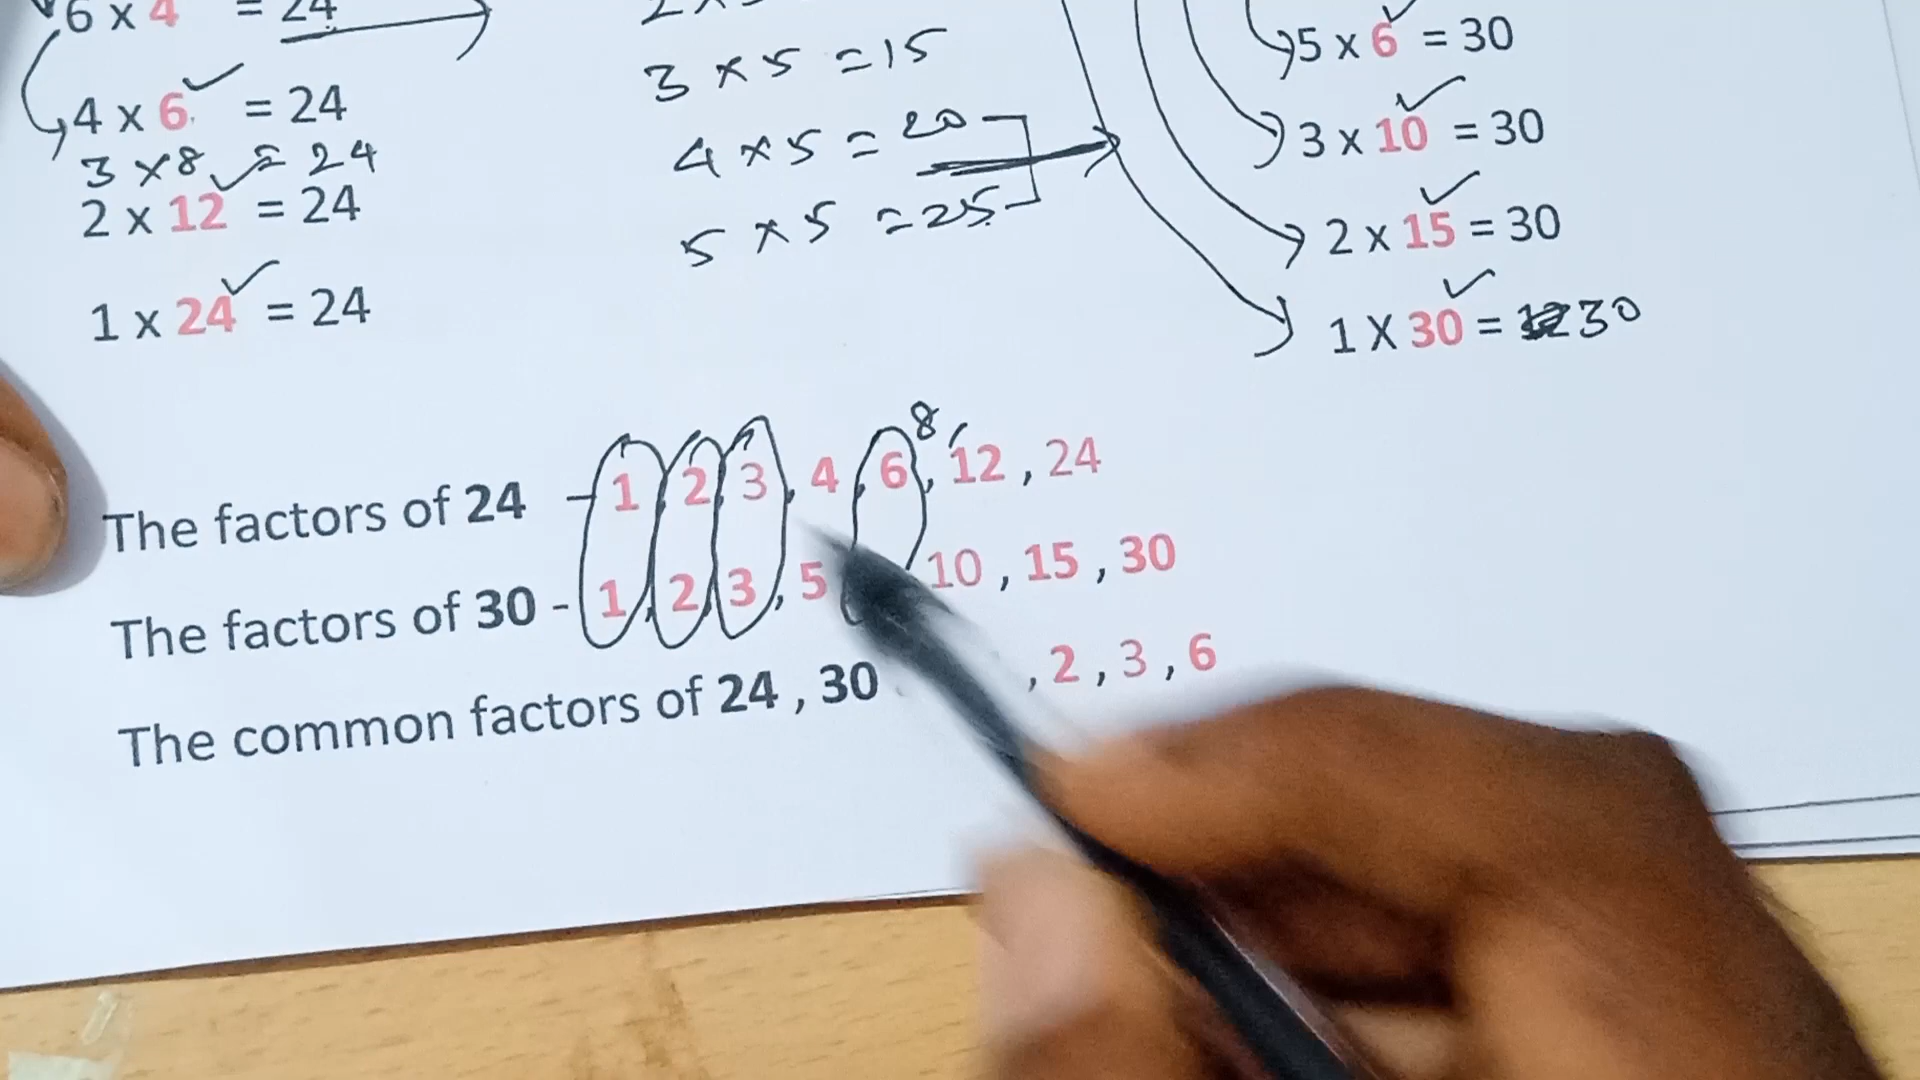 6 x 4 = 24
4 x 6 = 24
3 x 8 = 24
2 x 12 = 24
1 x 24 = 24
3 x 5 = 15
4 x 5 = 20
5 x 5 = 25
5 x 6 = 30
3 x 10 = 30
2 x 15 = 30
1 X 30 = 30
The factors of 24 - 1, 2, 3, 4, 6, 8, 12, 24
The factors of 30 - 1, 2, 3, 5 10, 15, 30
The common factors of 24, 30 , 2, 3, 6